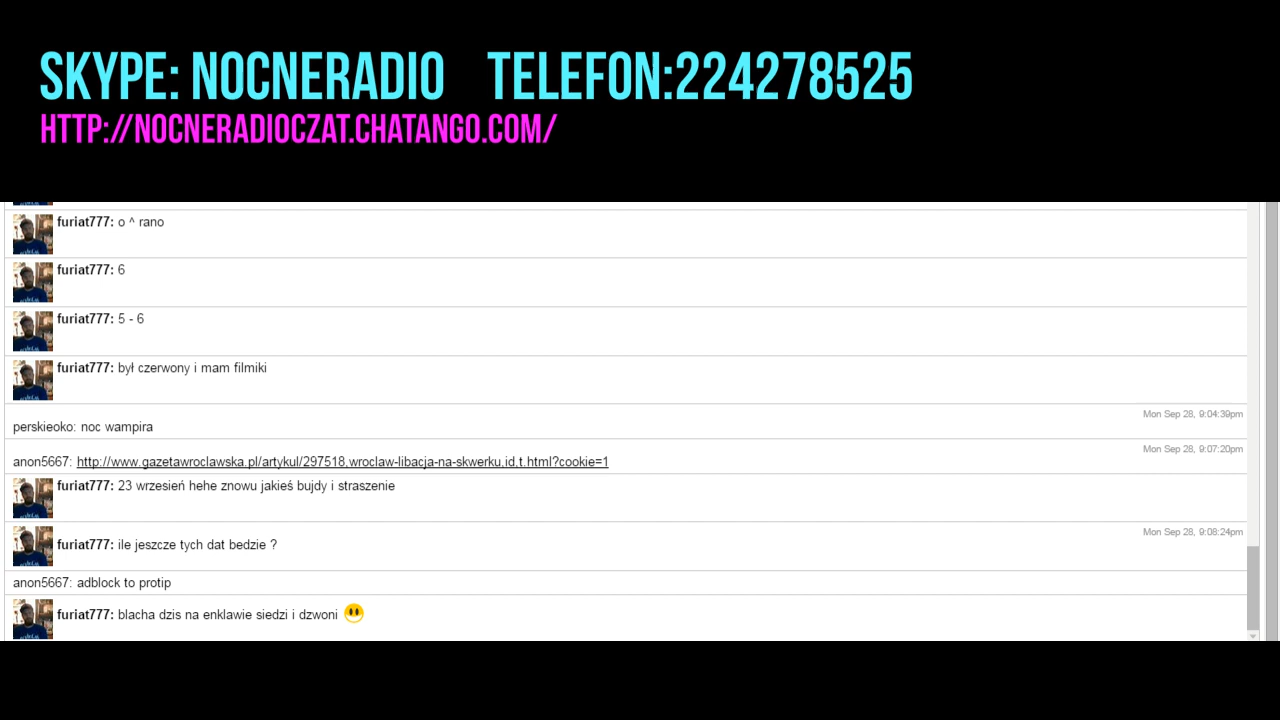 SKYPE: NOCNERADIO TELEFON:224278525
HTTP://NOCNERADIOCZAT.CHATANGO.COM/
furiat777: o ^ rano
furiat777: 6
furiat777: 5 - 6
furiat777: był czerwony i mam filmiki
Mon Sep 28, 9:04:39pm
perskieoko: noc wampira
Mon Sep 28, 9:07:20pm
anon5667: http://www.gazetawroclawska.pl/artykul/297518,wroclaw-libacja-na-skwerku,id,t.html?cookie=1
furiat777: 23 wrzesień hehe znowu jakieś bujdy i straszenie
Mon Sep 28, 9:08:24pm
furiat777: ile jeszcze tych dat bedzie ?
anon5667: adblock to protip
furiat777: blacha dzis na enklawie siedzi i dzwoni